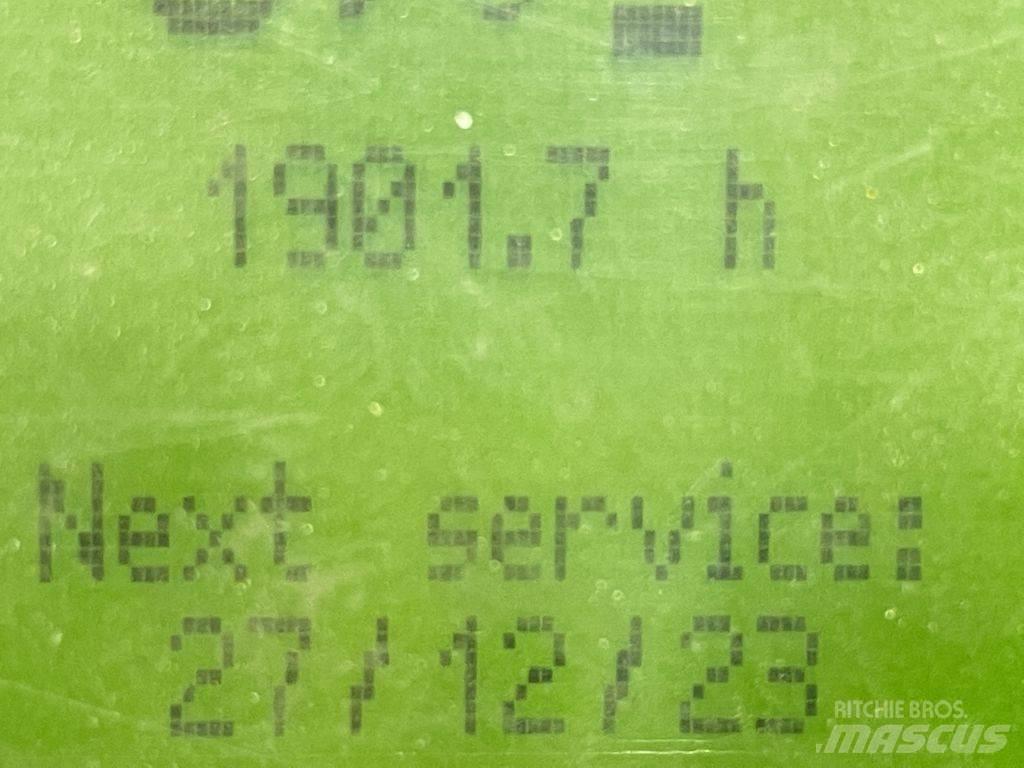 1901.7 h
Next service:
27/12/23
RITCHIE BROS.
MASCUS